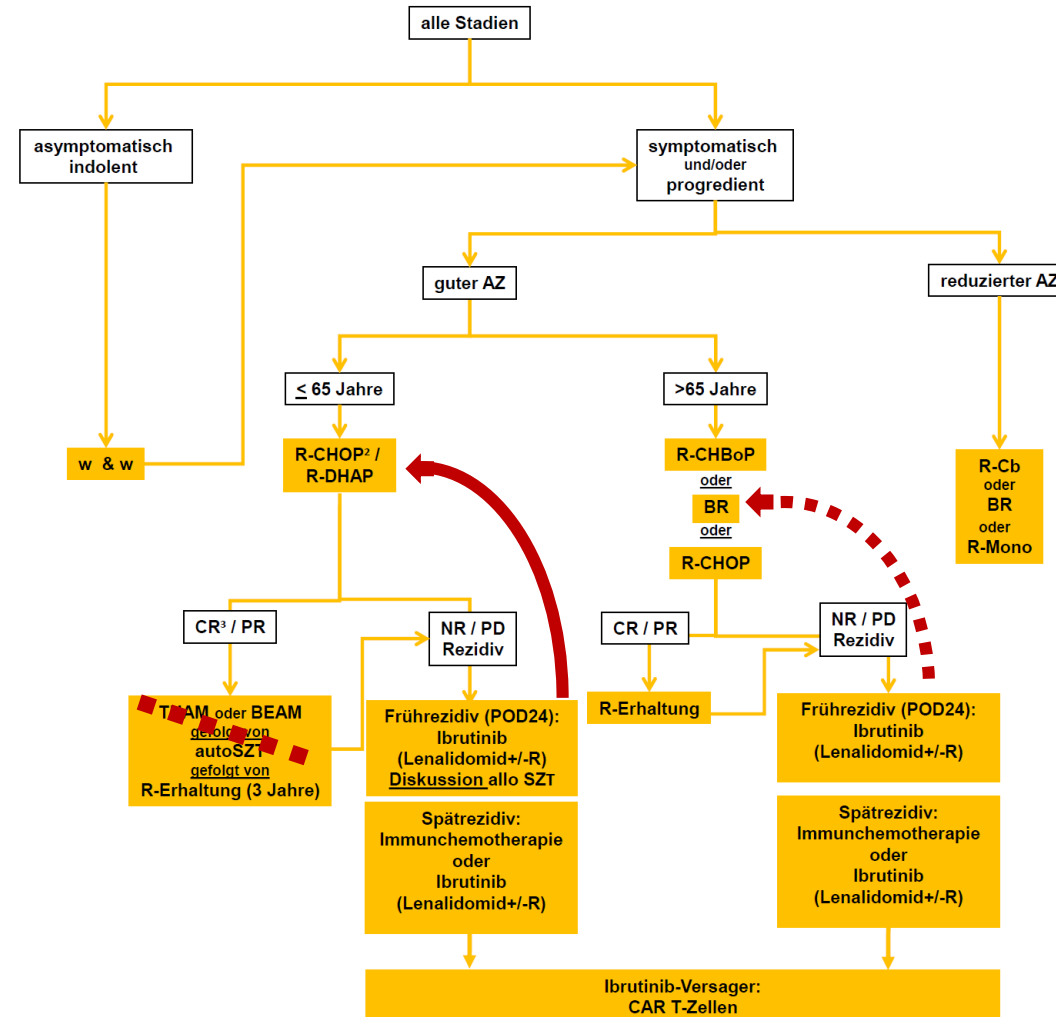 alle Stadien
asymptomatisch
indolent
symptomatisch
und/oder
progredient
guter AZ
reduzierter AZ
< 65 Jahre
>65 Jahre
w & w
R-CHOP² /
R-DHAP
R-CHBoP
oder
BR
oder
R-CHOP
R-Cb
oder
BR
oder
R-Mono
CR³ / PR
NR / PD
Rezidiv
CR / PR
NR / PD
Rezidiv
oder BEAM
gefolgt von
autoSZT
gefolgt von
R-Erhaltung (3 Jahre)
Frührezidiv (POD24):
Ibrutinib
(Lenalidomid+/-R)
Diskussion allo SZT
R-Erhaltung
Frührezidiv (POD24):
Ibrutinib
(Lenalidomid+/-R)
Spätrezidiv:
Immunchemotherapie
oder
Ibrutinib
(Lenalidomid+/-R)
Spätrezidiv:
Immunchemotherapie
oder
Ibrutinib
(Lenalidomid+/-R)
Ibrutinib-Versager:
CAR T-Zellen